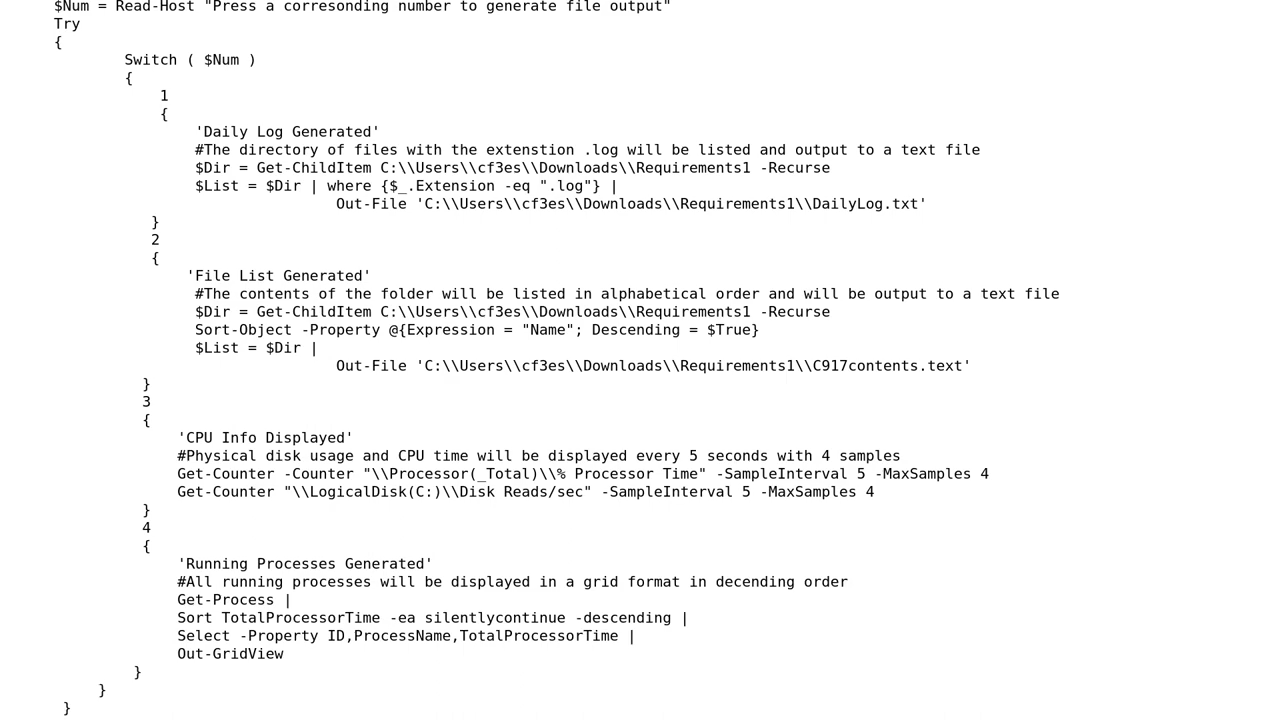 $Num = Read-Host "Press a corresonding number to generate file output"
Try
{
Switch ( $Num )
{
1
{
'Daily Log Generated'
#The directory of files with the extenstion .log will be listed and output to a text file
$Dir = Get-ChildItem C:\\Users\\cf3es\\Downloads\\Requirements1 -Recurse
$List = $Dir | where {$_.Extension -eq ".log"} |
Out-File 'C:\\Users\\cf3es\\Downloads\\Requirements1\\DailyLog.txt'
}
2
{
'File List Generated'
#The contents of the folder will be listed in alphabetical order and will be output to a text file
$Dir = Get-ChildItem C:\\Users\\cf3es\\Downloads\\Requirements1 -Recurse
Sort-Object -Property @{Expression = "Name"; Descending = $True}
$List = $Dir |
Out-File 'C:\\Users\\cf3es\\Downloads\\Requirements1\\C917contents.text'
}
3
{
'CPU Info Displayed'
#Physical disk usage and CPU time will be displayed every 5 seconds with 4 samples
Get-Counter -Counter "\\Processor(_Total)\\% Processor Time" -SampleInterval 5 -MaxSamples 4
Get-Counter "\\LogicalDisk(C:)\\Disk Reads/sec" -SampleInterval 5 -MaxSamples 4
}
4
{
'Running Processes Generated'
#All running processes will be displayed in a grid format in decending order
Get-Process |
Sort TotalProcessorTime -ea silentlycontinue -descending |
Select -Property ID,ProcessName,TotalProcessorTime |
Out-GridView
}
}
}